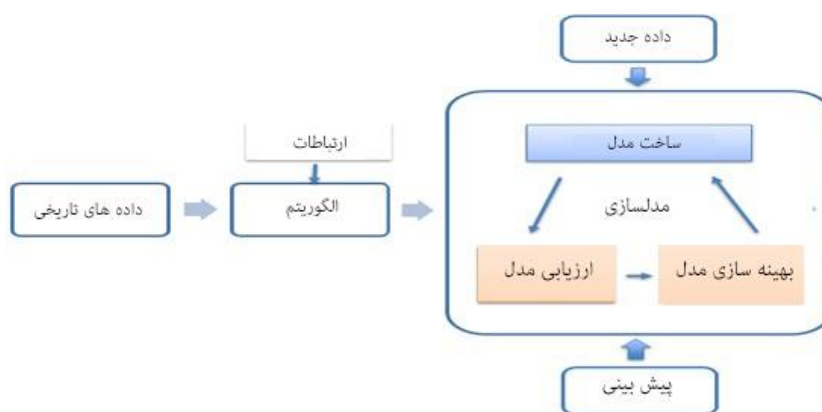 داده جدید
ارتباطات
ساخت مدل
داده های تاریخی
الگوریتم
مدلسازی
بهینه سازی مدل
ارزیابی مدل
پیش بینی